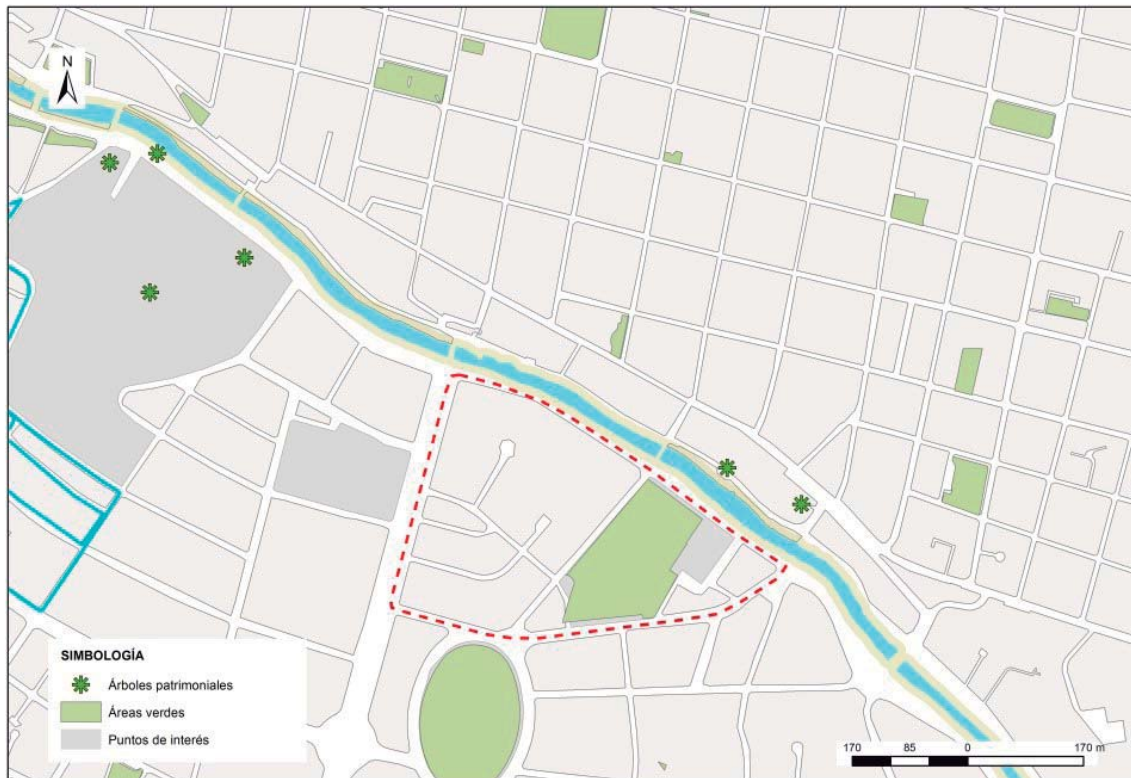 N
SIMBOLOGÍA
Árboles patrimoniales
Áreas verdes
Puntos de interés
170 85 0 170 m